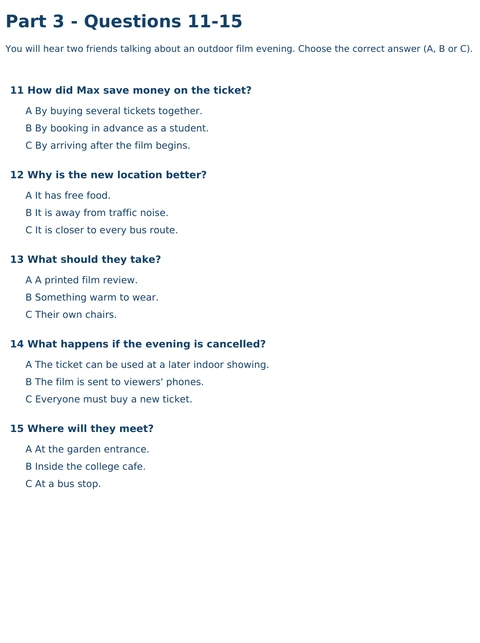 Part 3 - Questions 11-15
You will hear two friends talking about an outdoor film evening. Choose the correct answer (A, B or C).
11 How did Max save money on the ticket?
A By buying several tickets together.
B By booking in advance as a student.
C By arriving after the film begins.
12 Why is the new location better?
A It has free food.
B It is away from traffic noise.
C It is closer to every bus route.
13 What should they take?
A A printed film review.
B Something warm to wear.
C Their own chairs.
14 What happens if the evening is cancelled?
A The ticket can be used at a later indoor showing.
B The film is sent to viewers' phones.
C Everyone must buy a new ticket.
15 Where will they meet?
A At the garden entrance.
B Inside the college cafe.
C At a bus stop.